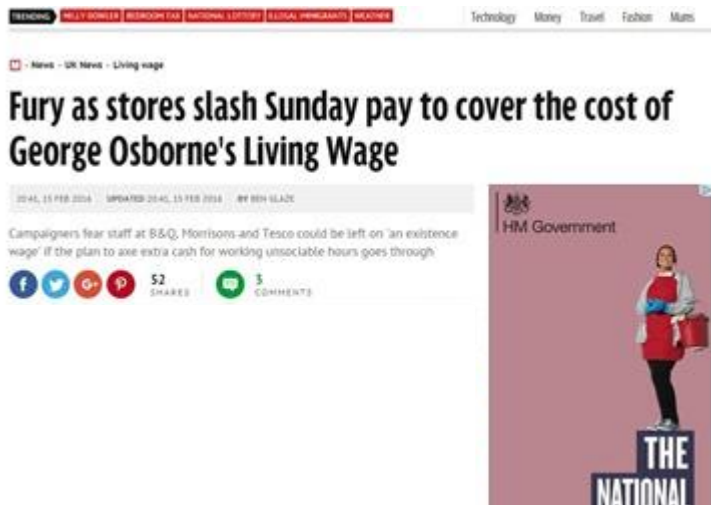 TRENDING MILLY DOWLER BEDROOM TAX NATIONAL LOTTERY ILLEGAL IMMIGRANTS WEATHER
Technology Money Travel Fashion Mums
News - UK News - Living wage
Fury as stores slash Sunday pay to cover the cost of
George Osborne's Living Wage
20:41, 15 FEB 2016 UPDATED 20:41, 15 FEB 2016 BY BEN GLAZE
Campaigners fear staff at B&Q, Morrisons and Tesco could be left on 'an existence
wage' if the plan to axe extra cash for working unsociable hours goes through
52
SHARES
3
COMMENTS
HM Government
THE
NATIONAL